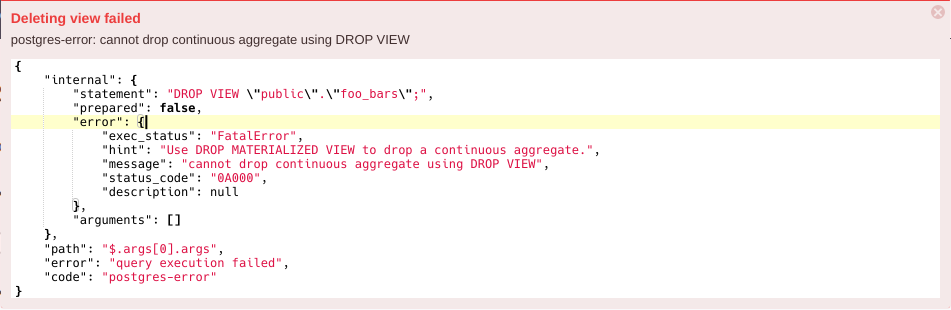 Deleting view failed
postgres-error: cannot drop continuous aggregate using DROP VIEW
{
    "internal": {
        "statement": "DROP VIEW \"public\".\"foo_bars\";",
        "prepared": false,
        "error": {
            "exec_status": "FatalError",
            "hint": "Use DROP MATERIALIZED VIEW to drop a continuous aggregate.",
            "message": "cannot drop continuous aggregate using DROP VIEW",
            "status_code": "0A000",
            "description": null
        },
        "arguments": []
    },
    "path": "$.args[0].args",
    "error": "query execution failed",
    "code": "postgres-error"
}